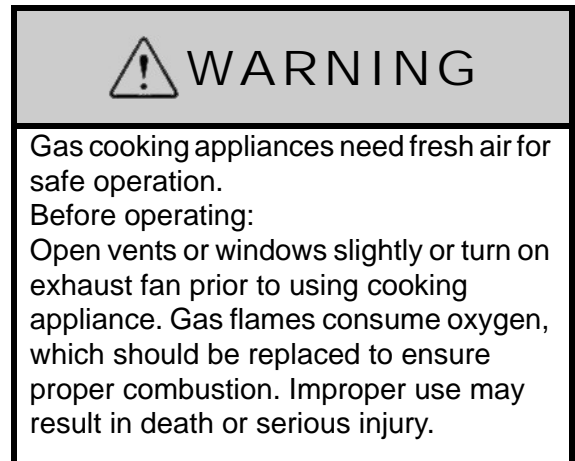 WARNING
Gas cooking appliances need fresh air for
safe operation.
Before operating:
Open vents or windows slightly or turn on
exhaust fan prior to using cooking
appliance. Gas flames consume oxygen,
which should be replaced to ensure
proper combustion. Improper use may
result in death or serious injury.